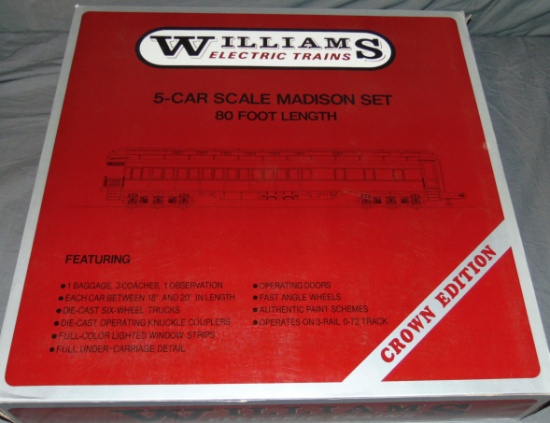 WILLIAMS
ELECTRIC TRAINS
5-CAR SCALE MADISON SET
80 FOOT LENGTH
FEATURING
●1 BAGGAGE, 3 COACHES, 1 OBSERVATION
●EACH CAR BETWEEN 18" AND 20" IN LENGTH
●DIE-CAST SIX-WHEEL TRUCKS
●DIE-CAST OPERATING KNUCKLE COUPLERS
●FULL-COLOR LIGHTED WINDOW STRIPS
●FULL UNDER-CARRIAGE DETAIL
●OPERATING DOORS
●FAST ANGLE WHEELS
●AUTHENTIC PAINT SCHEMES
●OPERATES ON 3-RAIL 0-72 TRACK
CROWN EDITION
WILLIAMS